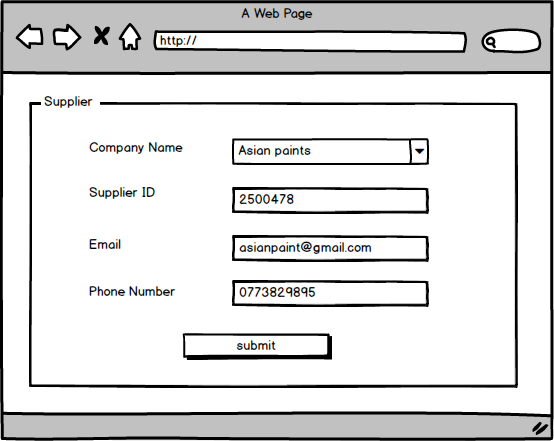 A Web Page
http://
Supplier
Company Name Asian paints
Supplier ID 2500478
Email asianpaint@gmail.com
Phone Number 0773829895
submit